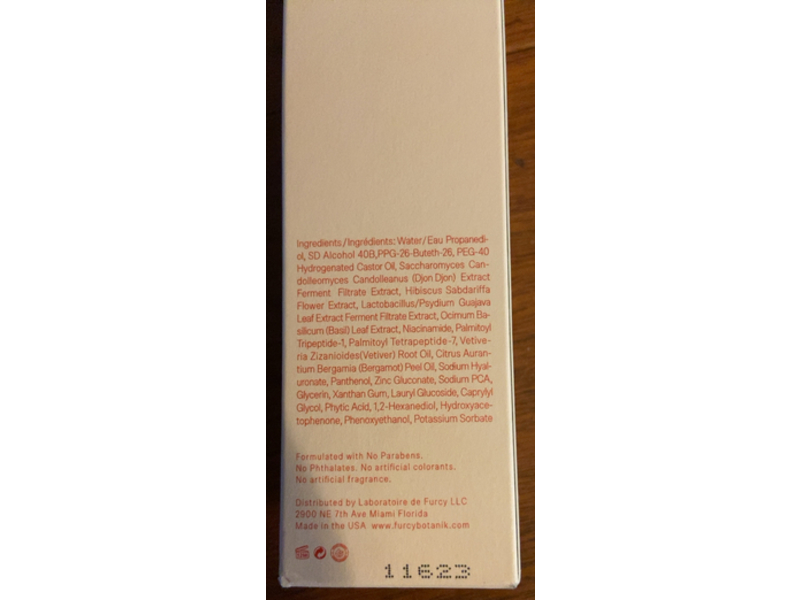 Ingredients/Ingrédients: Water/Eau Propanedi-
ol, SD Alcohol 40B,PPG-26-Buteth-26, PEG-40
Hydrogenated Castor Oil, Saccharomyces Can-
dolleomyces Candolleanus (Djon Djon) Extract
Ferment Filtrate Extract, Hibiscus Sabdariffa
Flower Extract, Lactobacillus/Psydium Guajava
Leaf Extract Ferment Filtrate Extract, Ocimum Ba-
silicum (Basil) Leaf Extract, Niacinamide, Palmitoyl
Tripeptide-1, Palmitoyl Tetrapeptide-7, Vetive-
ria Zizanioides(Vetiver) Root Oil, Citrus Auran-
tium Bergamia (Bergamot) Peel Oil, Sodium Hyal-
uronate, Panthenol, Zinc Gluconate, Sodium PCA,
Glycerin, Xanthan Gum, Lauryl Glucoside, Caprylyl
Glycol, Phytic Acid, 1,2-Hexanediol, Hydroxyace-
tophenone, Phenoxyethanol, Potassium Sorbate
Formulated with No Parabens.
No Phthalates. No artificial colorants.
No artificial fragrance.
Distributed by Laboratoire de Furcy LLC
2900 NE 7th Ave Miami Florida
Made in the USA www.furcybotanik.com
11623